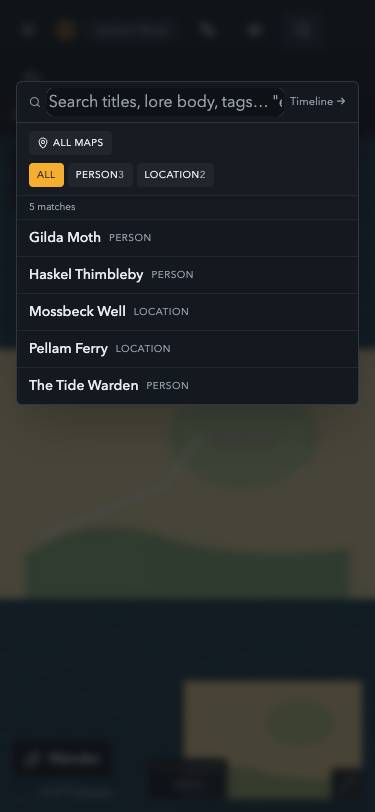 Search titles, lore body, tags… "e Timeline →
ALL MAPS
ALL PERSON3 LOCATION2
5 matches
Gilda Moth PERSON
Haskel Thimbleby PERSON
Mossbeck Well LOCATION
Pellam Ferry LOCATION
The Tide Warden PERSON